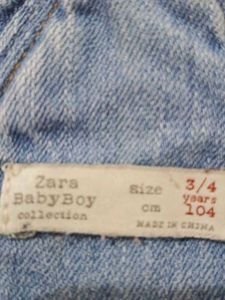 Zara
BabyBoy
collection
size 3/4
years
cm 104
MADE IN CHINA